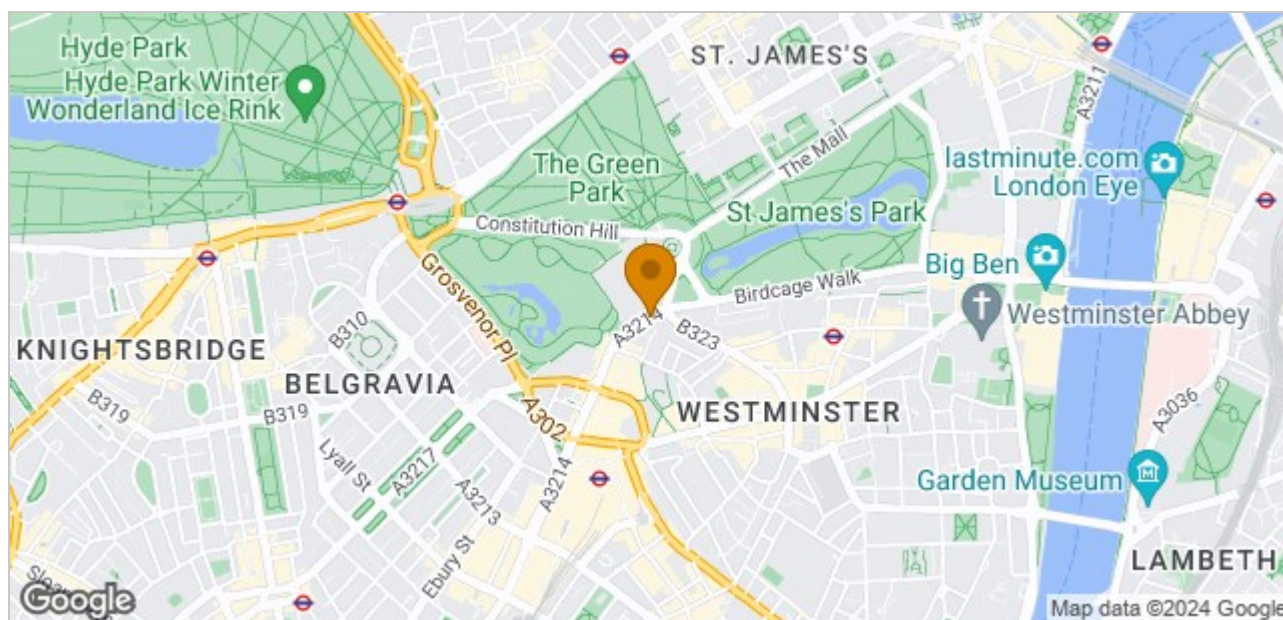 Hyde Park
Hyde Park Winter
Wonderland Ice Rink
ST. JAMES'S
A3211
The Mall
The Green
Park
lastminute.com
London Eye
St James's Park
Constitution Hill
Big Ben
Birdcage Walk
Grosvenor Pl
Westminster Abbey
B310
A3214
B323
KNIGHTSBRIDGE
BELGRAVIA
WESTMINSTER
B319
B319
A302
A3036
Lyall St
A3217
A3214
A3213
Garden Museum
Ebury St
LAMBETH
Google
Map data ©2024 Google